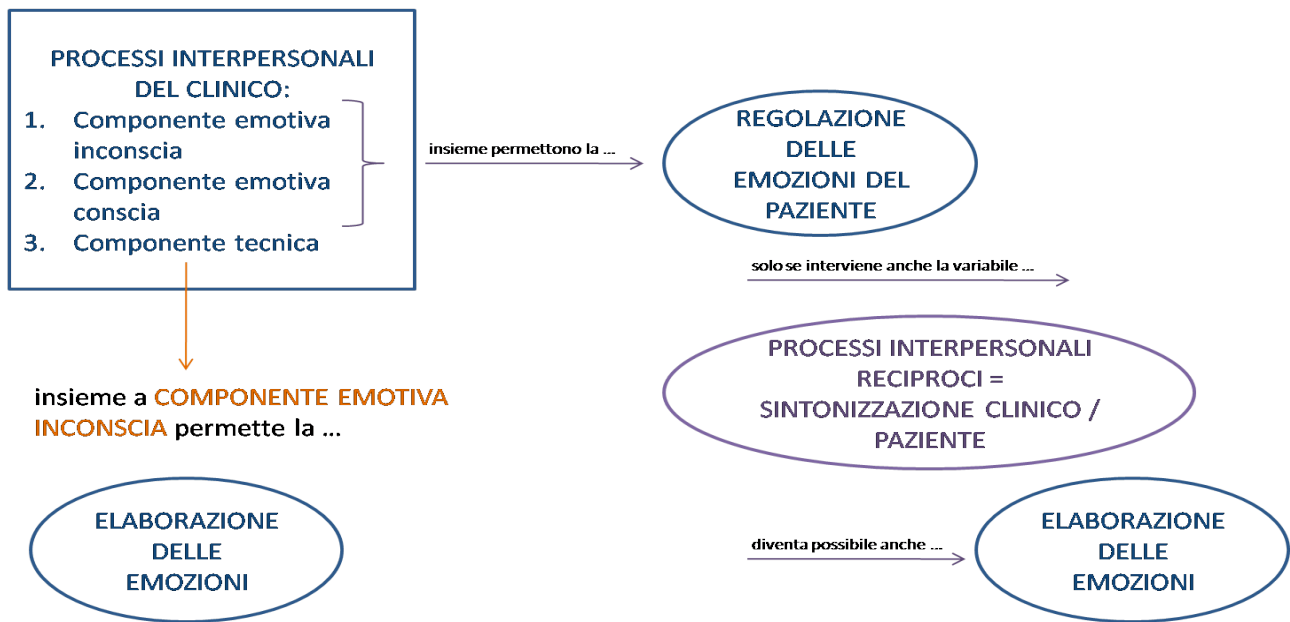 PROCESSI INTERPERSONALI
DEL CLINICO:
1. Componente emotiva
inconscia
2. Componente emotiva
conscia
3. Componente tecnica
insieme permettono la ...
REGOLAZIONE
DELLE
EMOZIONI DEL
PAZIENTE
solo se interviene anche la variabile ...
PROCESSI INTERPERSONALI
RECIPROCI =
SINTONIZZAZIONE CLINICO /
PAZIENTE
insieme a COMPONENTE EMOTIVA
INCONSCIA permette la ...
ELABORAZIONE
DELLE
EMOZIONI
diventa possibile anche ...
ELABORAZIONE
DELLE
EMOZIONI